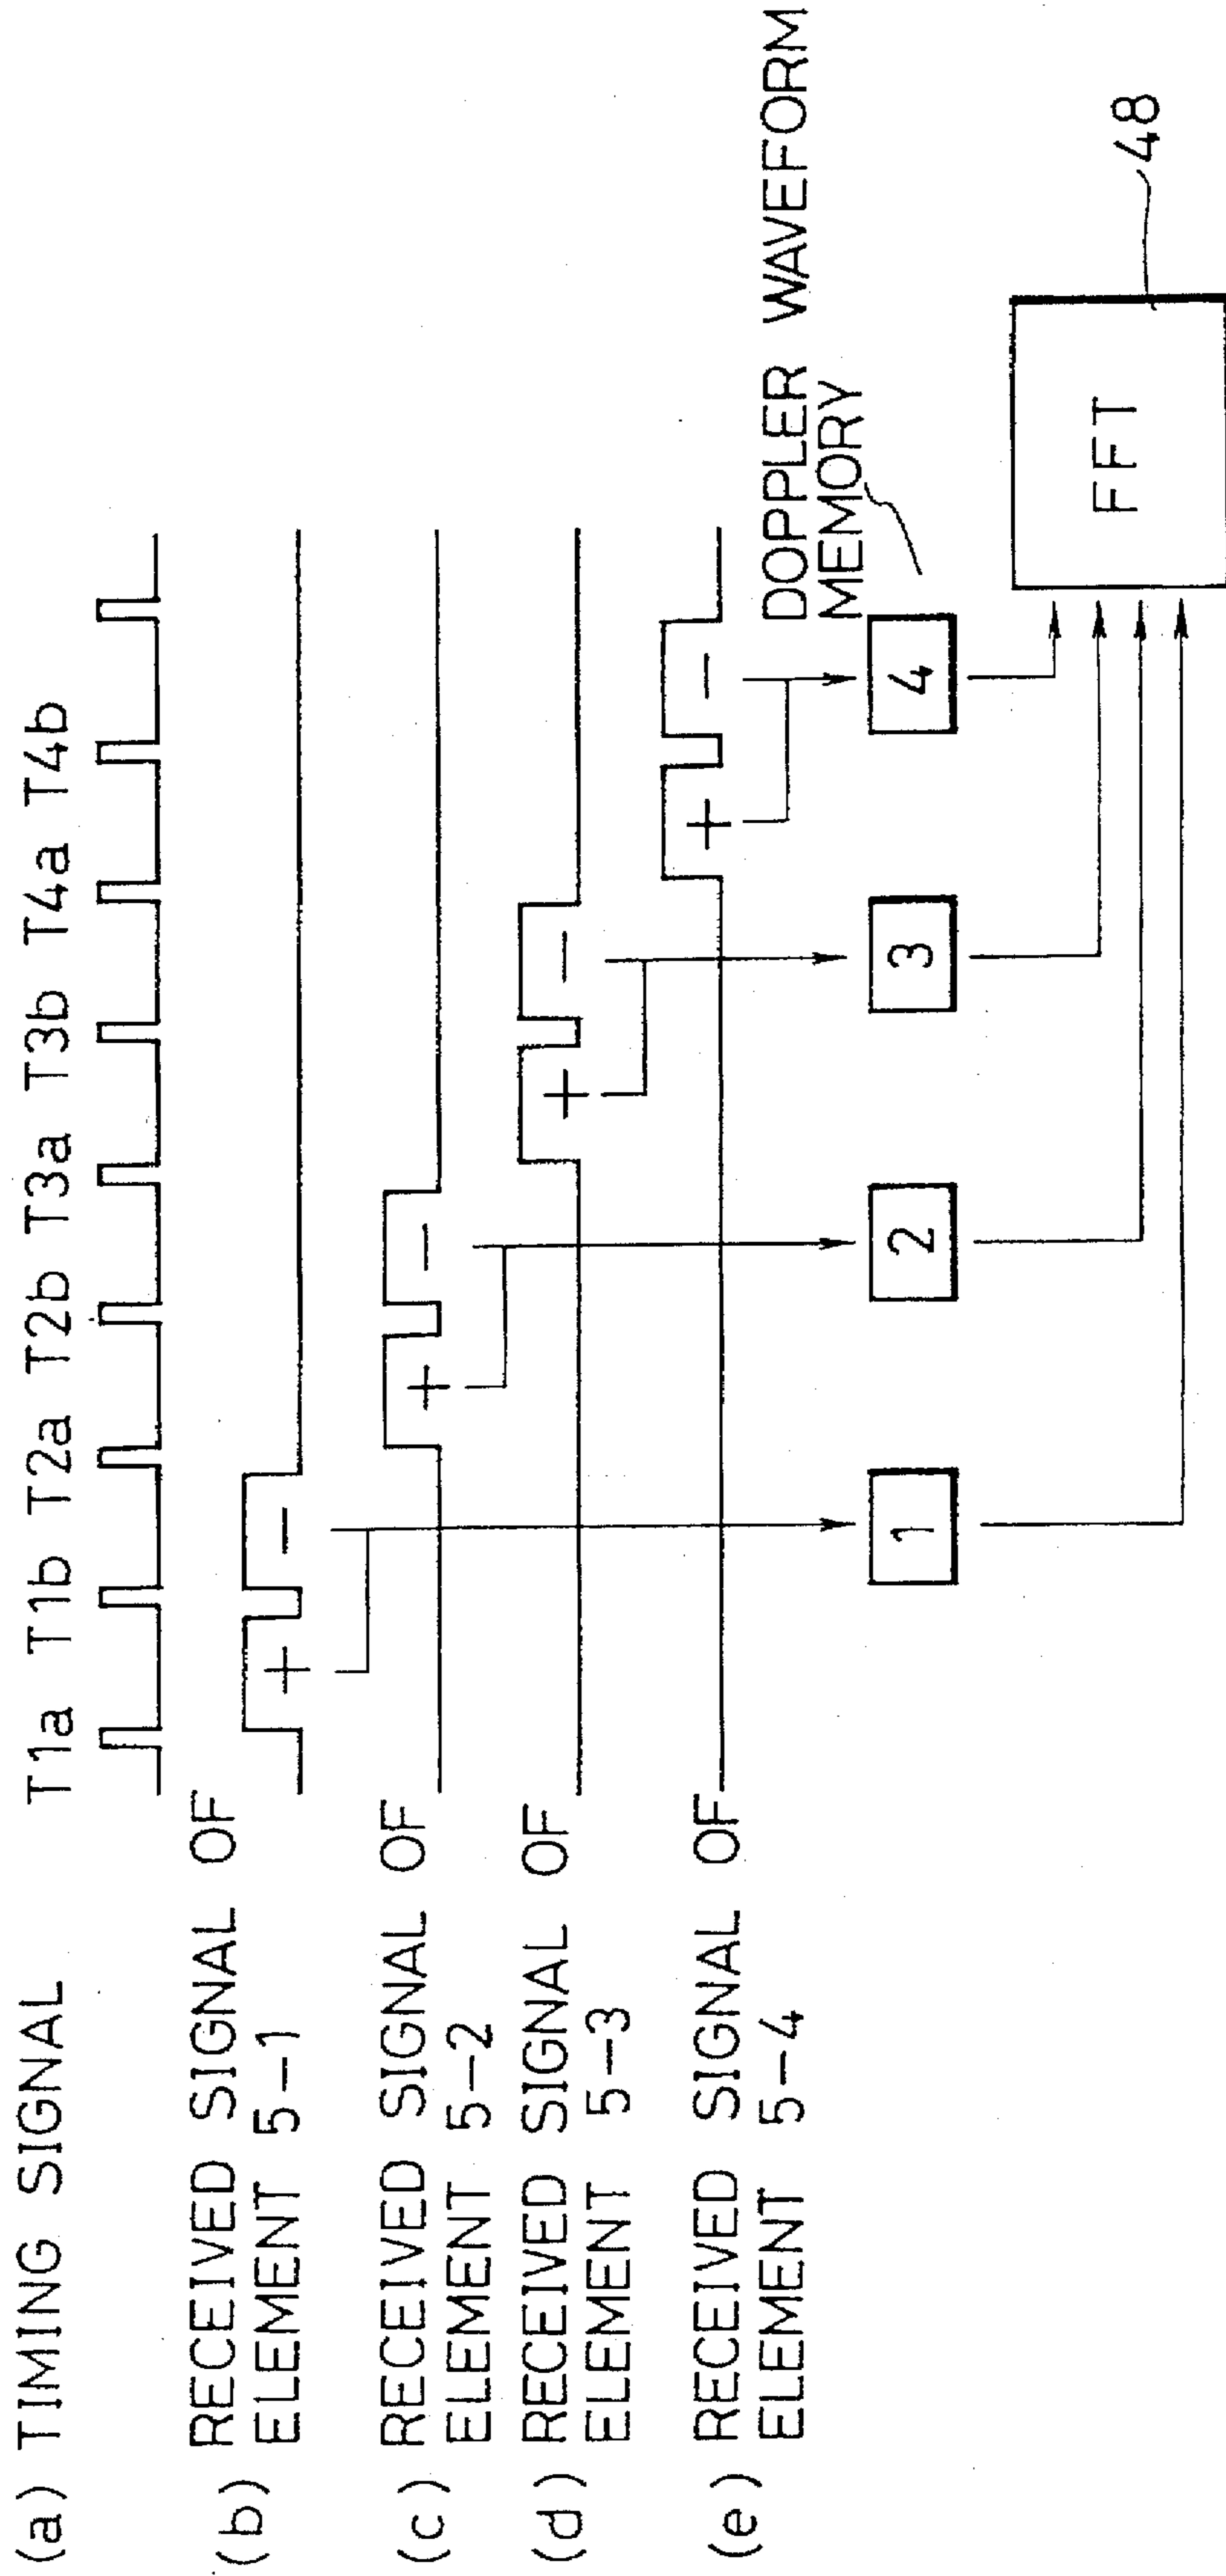 (a) TIMING SIGNAL
T1a T1b T2a T2b T3a T3b T4a T4b
(b) RECEIVED SIGNAL OF
ELEMENT 5-1
+ -
(c) RECEIVED SIGNAL OF
ELEMENT 5-2
+ -
(d) RECEIVED SIGNAL OF
ELEMENT 5-3
+ -
(e) RECEIVED SIGNAL OF
ELEMENT 5-4
+ -
DOPPLER WAVEFORM
MEMORY
1 2 3 4
FFT
48